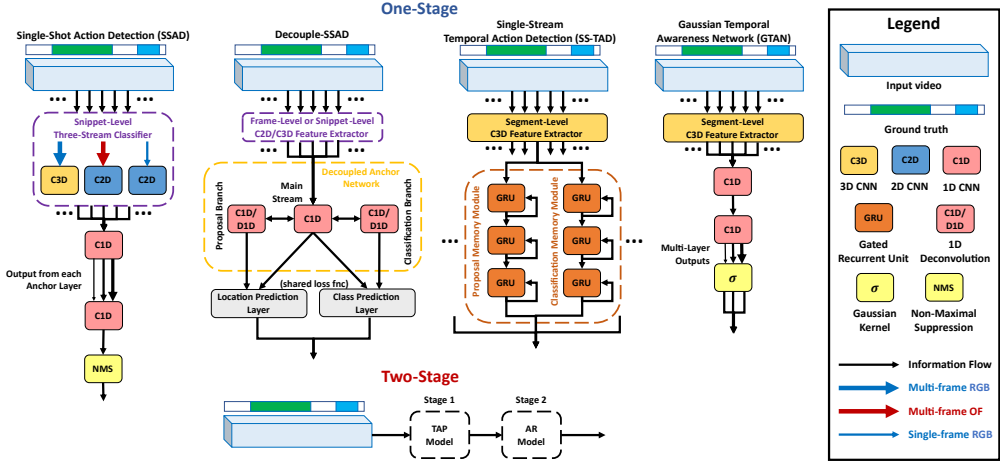 One-Stage
Single-Shot Action Detection (SSAD)
•••
•••
Snippet-Level
Three-Stream Classifier
C3D
C2D
C2D
•••
•••
C1D
Output from each
Anchor Layer
C1D
NMS
Decouple-SSAD
•••
•••
Frame-Level or Snippet-Level
C2D/C3D Feature Extractor
Decoupled Anchor
Network
Main
Stream
Proposal Branch
Classification Branch
C1D/
D1D
C1D
C1D/
D1D
(shared loss fnc)
Location Prediction
Layer
Class Prediction
Layer
Single-Stream
Temporal Action Detection (SS-TAD)
•••
•••
Segment-Level
C3D Feature Extractor
•••
•••
Proposal Memory Module
Classification Memory Module
GRU
GRU
GRU
GRU
GRU
GRU
•••
•••
Gaussian Temporal
Awareness Network (GTAN)
•••
•••
Segment-Level
C3D Feature Extractor
•••
•••
C1D
C1D
Multi-Layer
Outputs
σ
Two-Stage
Stage 1
Stage 2
TAP
Model
AR
Model
Legend
Input video
Ground truth
C3D
C2D
C1D
3D CNN
2D CNN
1D CNN
GRU
C1D/
D1D
Gated
Recurrent Unit
1D
Deconvolution
σ
NMS
Gaussian
Kernel
Non-Maximal
Suppression
Information Flow
Multi-frame RGB
Multi-frame OF
Single-frame RGB